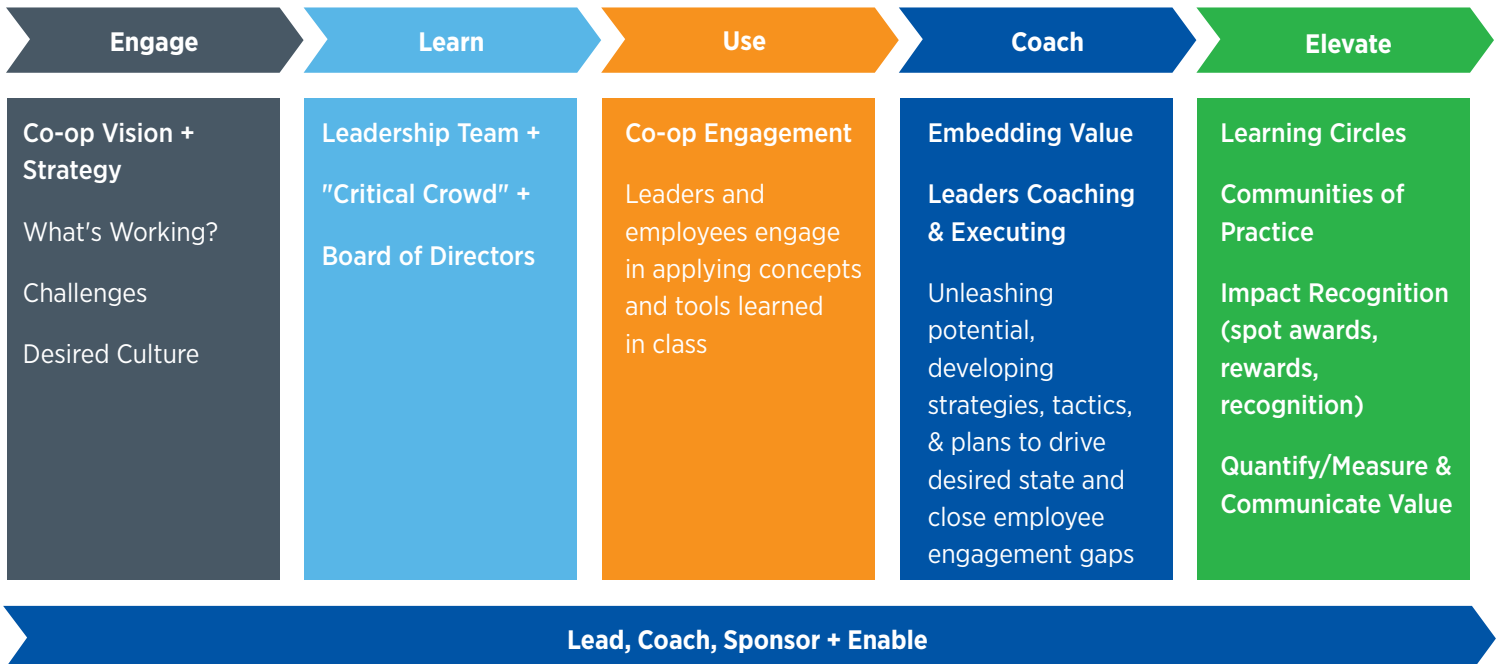 Engage
Learn
Use
Coach
Elevate
Co-op Vision +
Strategy
What's Working?
Challenges
Desired Culture
Leadership Team +
"Critical Crowd" +
Board of Directors
Co-op Engagement
Leaders and
employees engage
in applying concepts
and tools learned
in class
Embedding Value
Leaders Coaching
& Executing
Unleashing
potential,
developing
strategies, tactics,
& plans to drive
desired state and
close employee
engagement gaps
Learning Circles
Communities of
Practice
Impact Recognition
(spot awards,
rewards,
recognition)
Quantify/Measure &
Communicate Value
Lead, Coach, Sponsor + Enable